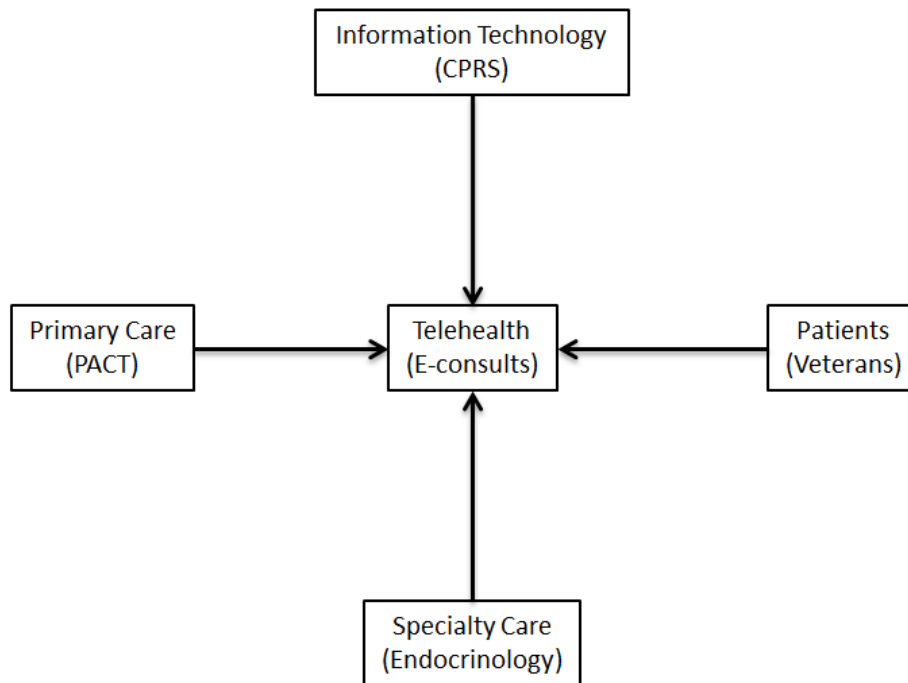 Information Technology
(CPRS)
Primary Care
(PACT)
Telehealth
(E-consults)
Patients
(Veterans)
Specialty Care
(Endocrinology)